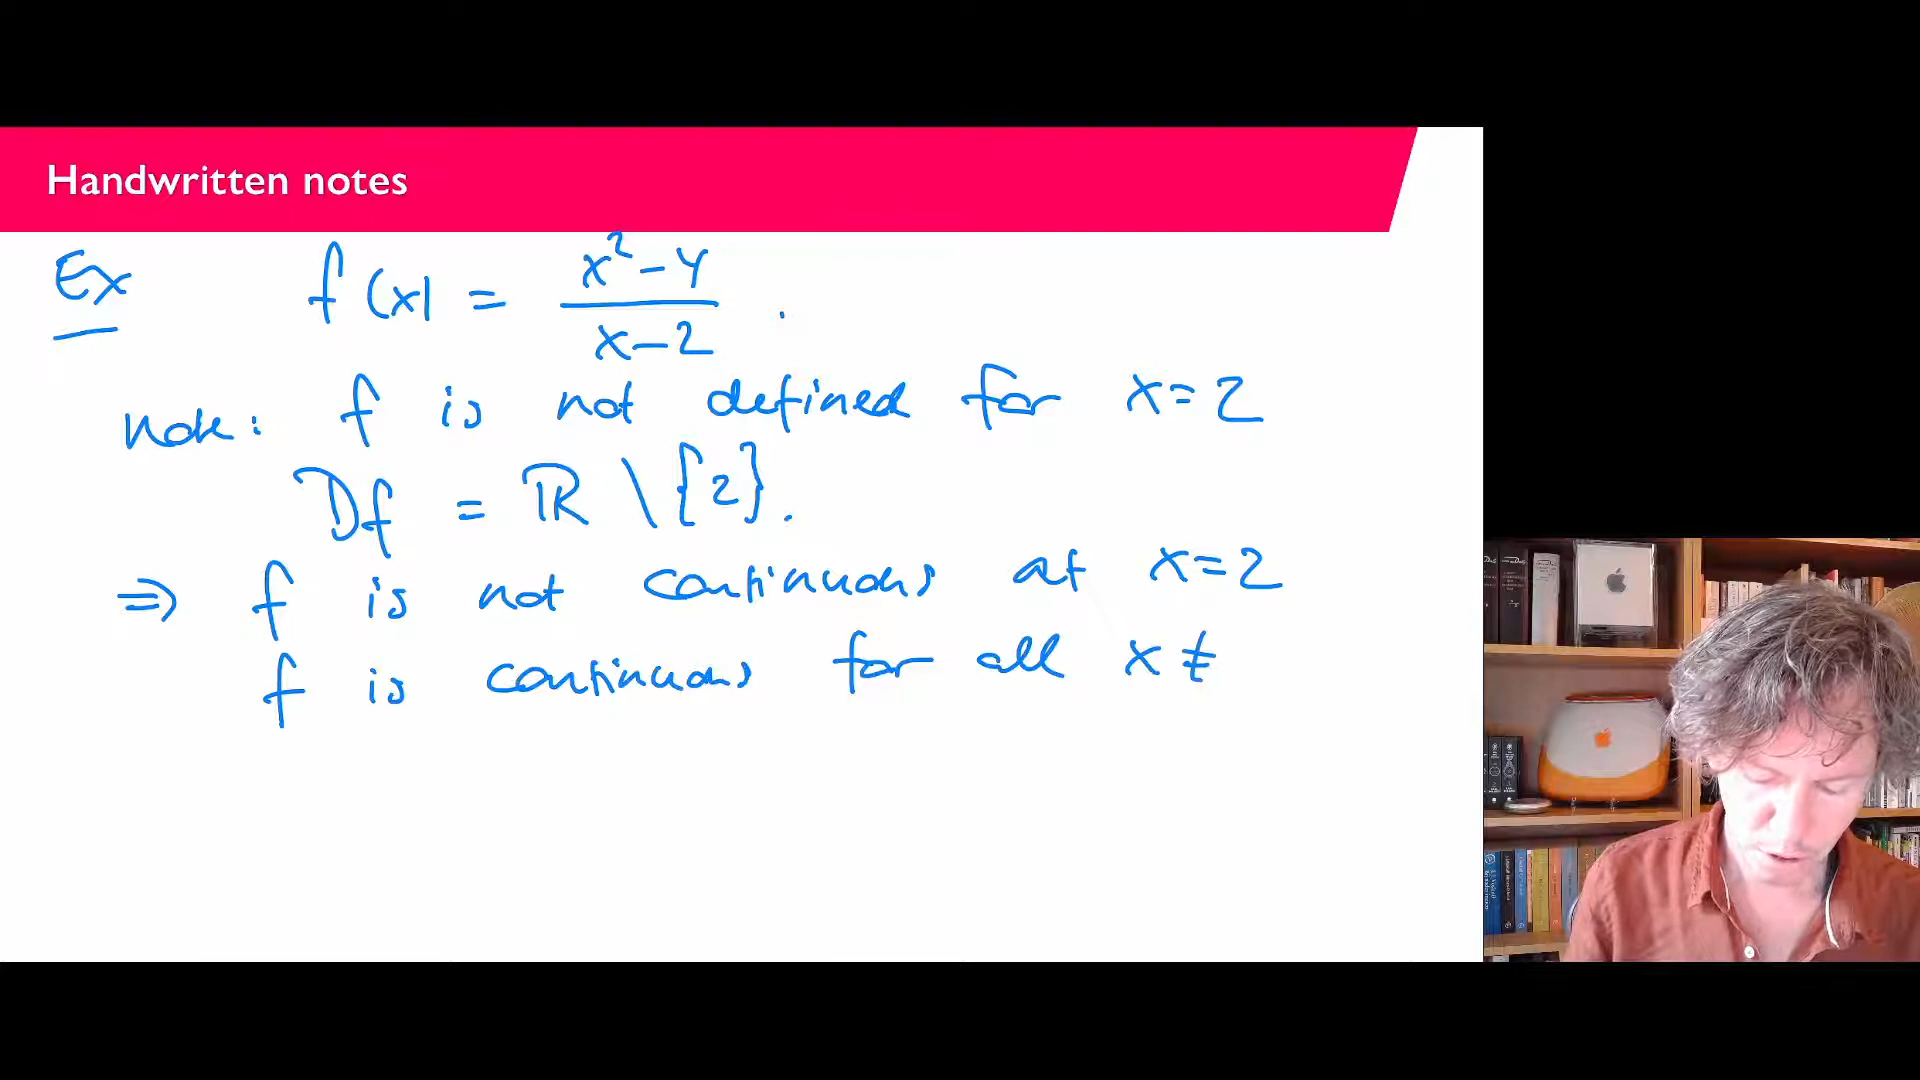 Handwritten notes
Ex f(x) = x²-4 / x-2 .
note: f is not defined for x=2
Df = ℝ \ {2}.
⇒ f is not continuous at x=2
f is continuous for all x ≠